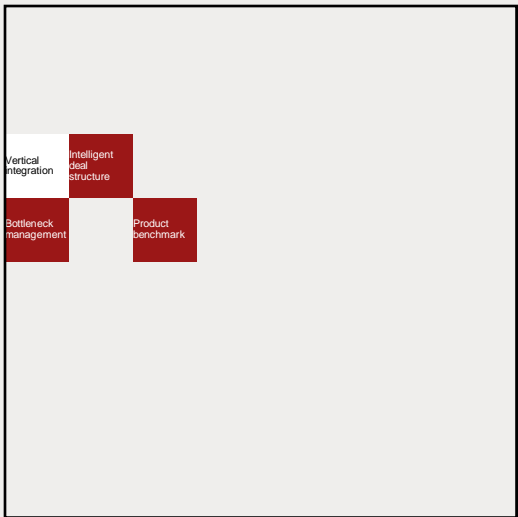 Vertical
integration
Intelligent
deal
structure
Bottleneck
management
Product
benchmark